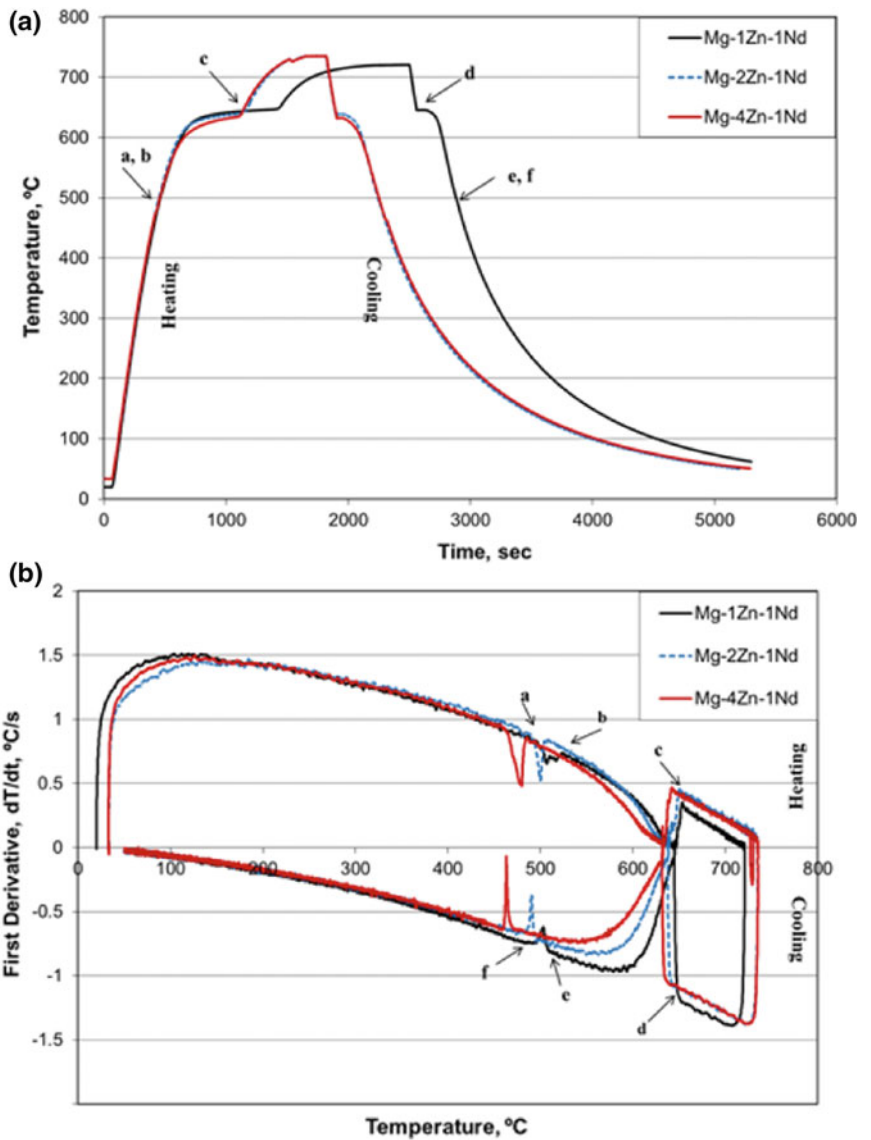 (a)
800
700
600
500
400
300
200
100
0
Temperature, ºC
c
d
a, b
e, f
Heating
Cooling
Mg-1Zn-1Nd
Mg-2Zn-1Nd
Mg-4Zn-1Nd
0 1000 2000 3000 4000 5000 6000
Time, sec
(b)
2
1.5
1
0.5
0
-0.5
-1
-1.5
First Derivative, dT/dt, ºC/s
Mg-1Zn-1Nd
Mg-2Zn-1Nd
Mg-4Zn-1Nd
a
b
c
Heating
0 100 200 300 400 500 600 700 800
Cooling
f
e
d
Temperature, ºC